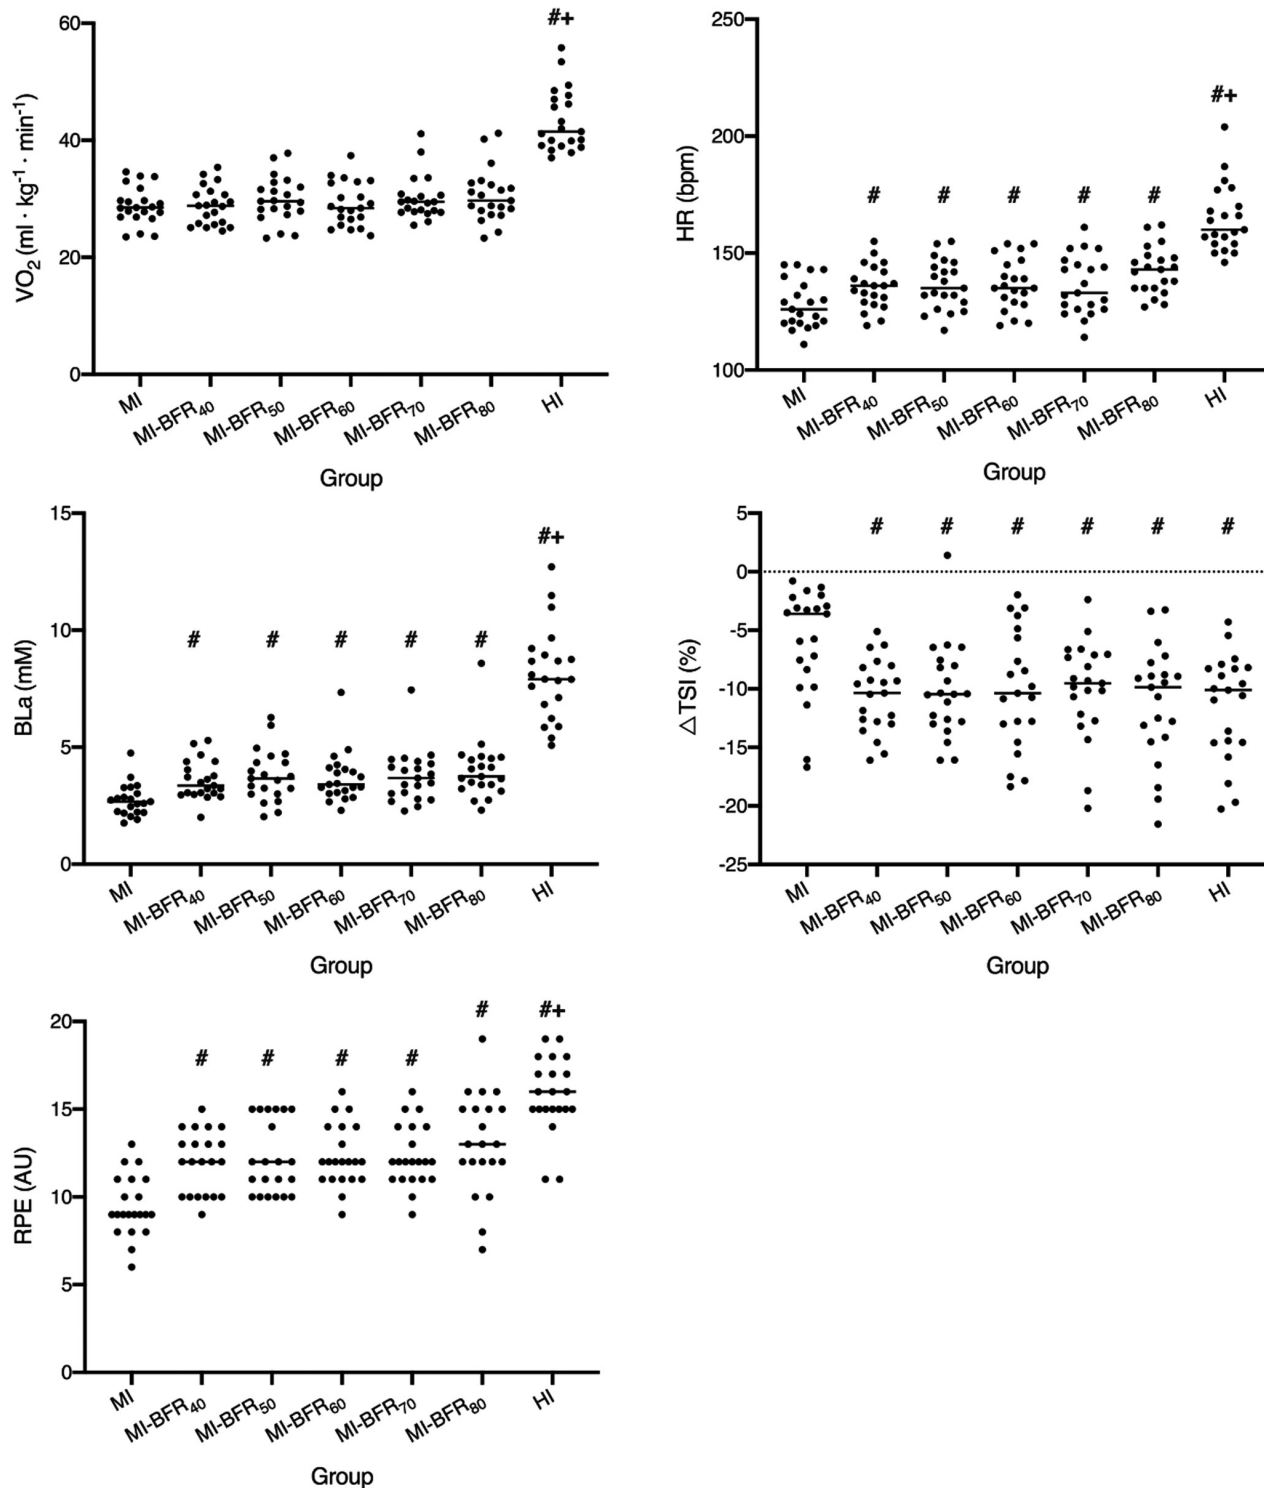 60
40
20
0
VO₂ (ml · kg⁻¹ · min⁻¹)
#+
MI
MI-BFR₄₀
MI-BFR₅₀
MI-BFR₆₀
MI-BFR₇₀
MI-BFR₈₀
HI
Group
250
200
150
100
HR (bpm)
# # # # # #+
MI
MI-BFR₄₀
MI-BFR₅₀
MI-BFR₆₀
MI-BFR₇₀
MI-BFR₈₀
HI
Group
15
10
5
0
BLa (mM)
# # # # # #+
MI
MI-BFR₄₀
MI-BFR₅₀
MI-BFR₆₀
MI-BFR₇₀
MI-BFR₈₀
HI
Group
5
0
-5
-10
-15
-20
-25
△TSI (%)
# # # # # #
MI
MI-BFR₄₀
MI-BFR₅₀
MI-BFR₆₀
MI-BFR₇₀
MI-BFR₈₀
HI
Group
20
15
10
5
0
RPE (AU)
# # # # # #+
MI
MI-BFR₄₀
MI-BFR₅₀
MI-BFR₆₀
MI-BFR₇₀
MI-BFR₈₀
HI
Group